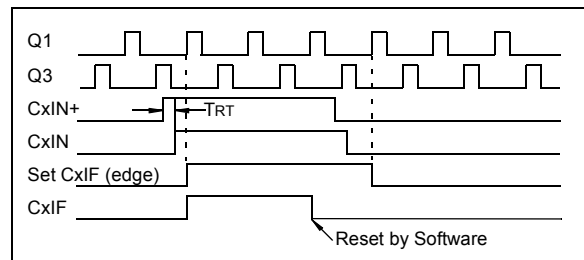 Q1
Q3
CxIN+
TRT
CxIN
Set CxIF (edge)
CxIF
Reset by Software